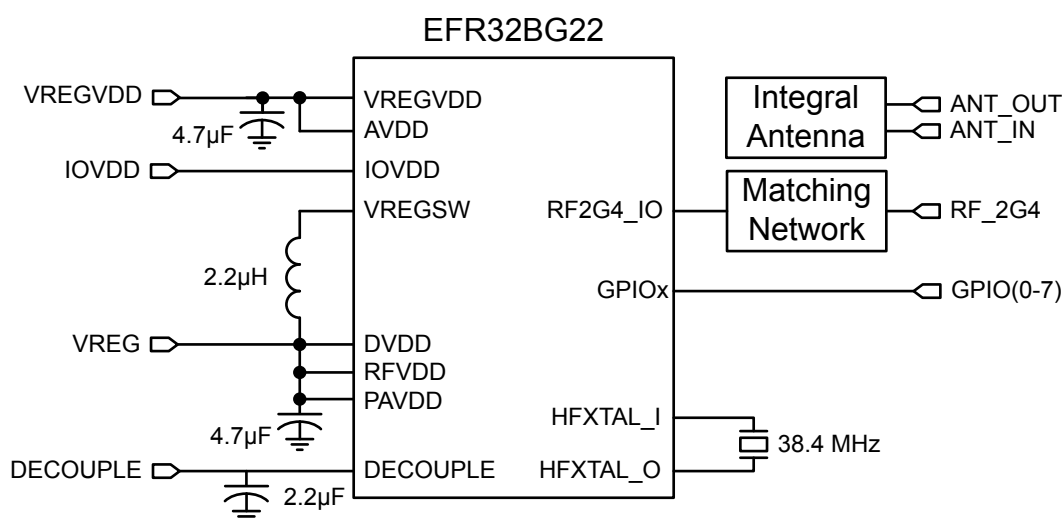 EFR32BG22
VREGVDD
4.7µF
VREGVDD
AVDD
IOVDD
IOVDD
VREGSW
2.2µH
VREG
DVDD
RFVDD
PAVDD
4.7µF
DECOUPLE
DECOUPLE
2.2µF
RF2G4_IO
GPIOx
HFXTAL_I
HFXTAL_O
38.4 MHz
Integral
Antenna
ANT_OUT
ANT_IN
Matching
Network
RF_2G4
GPIO(0-7)